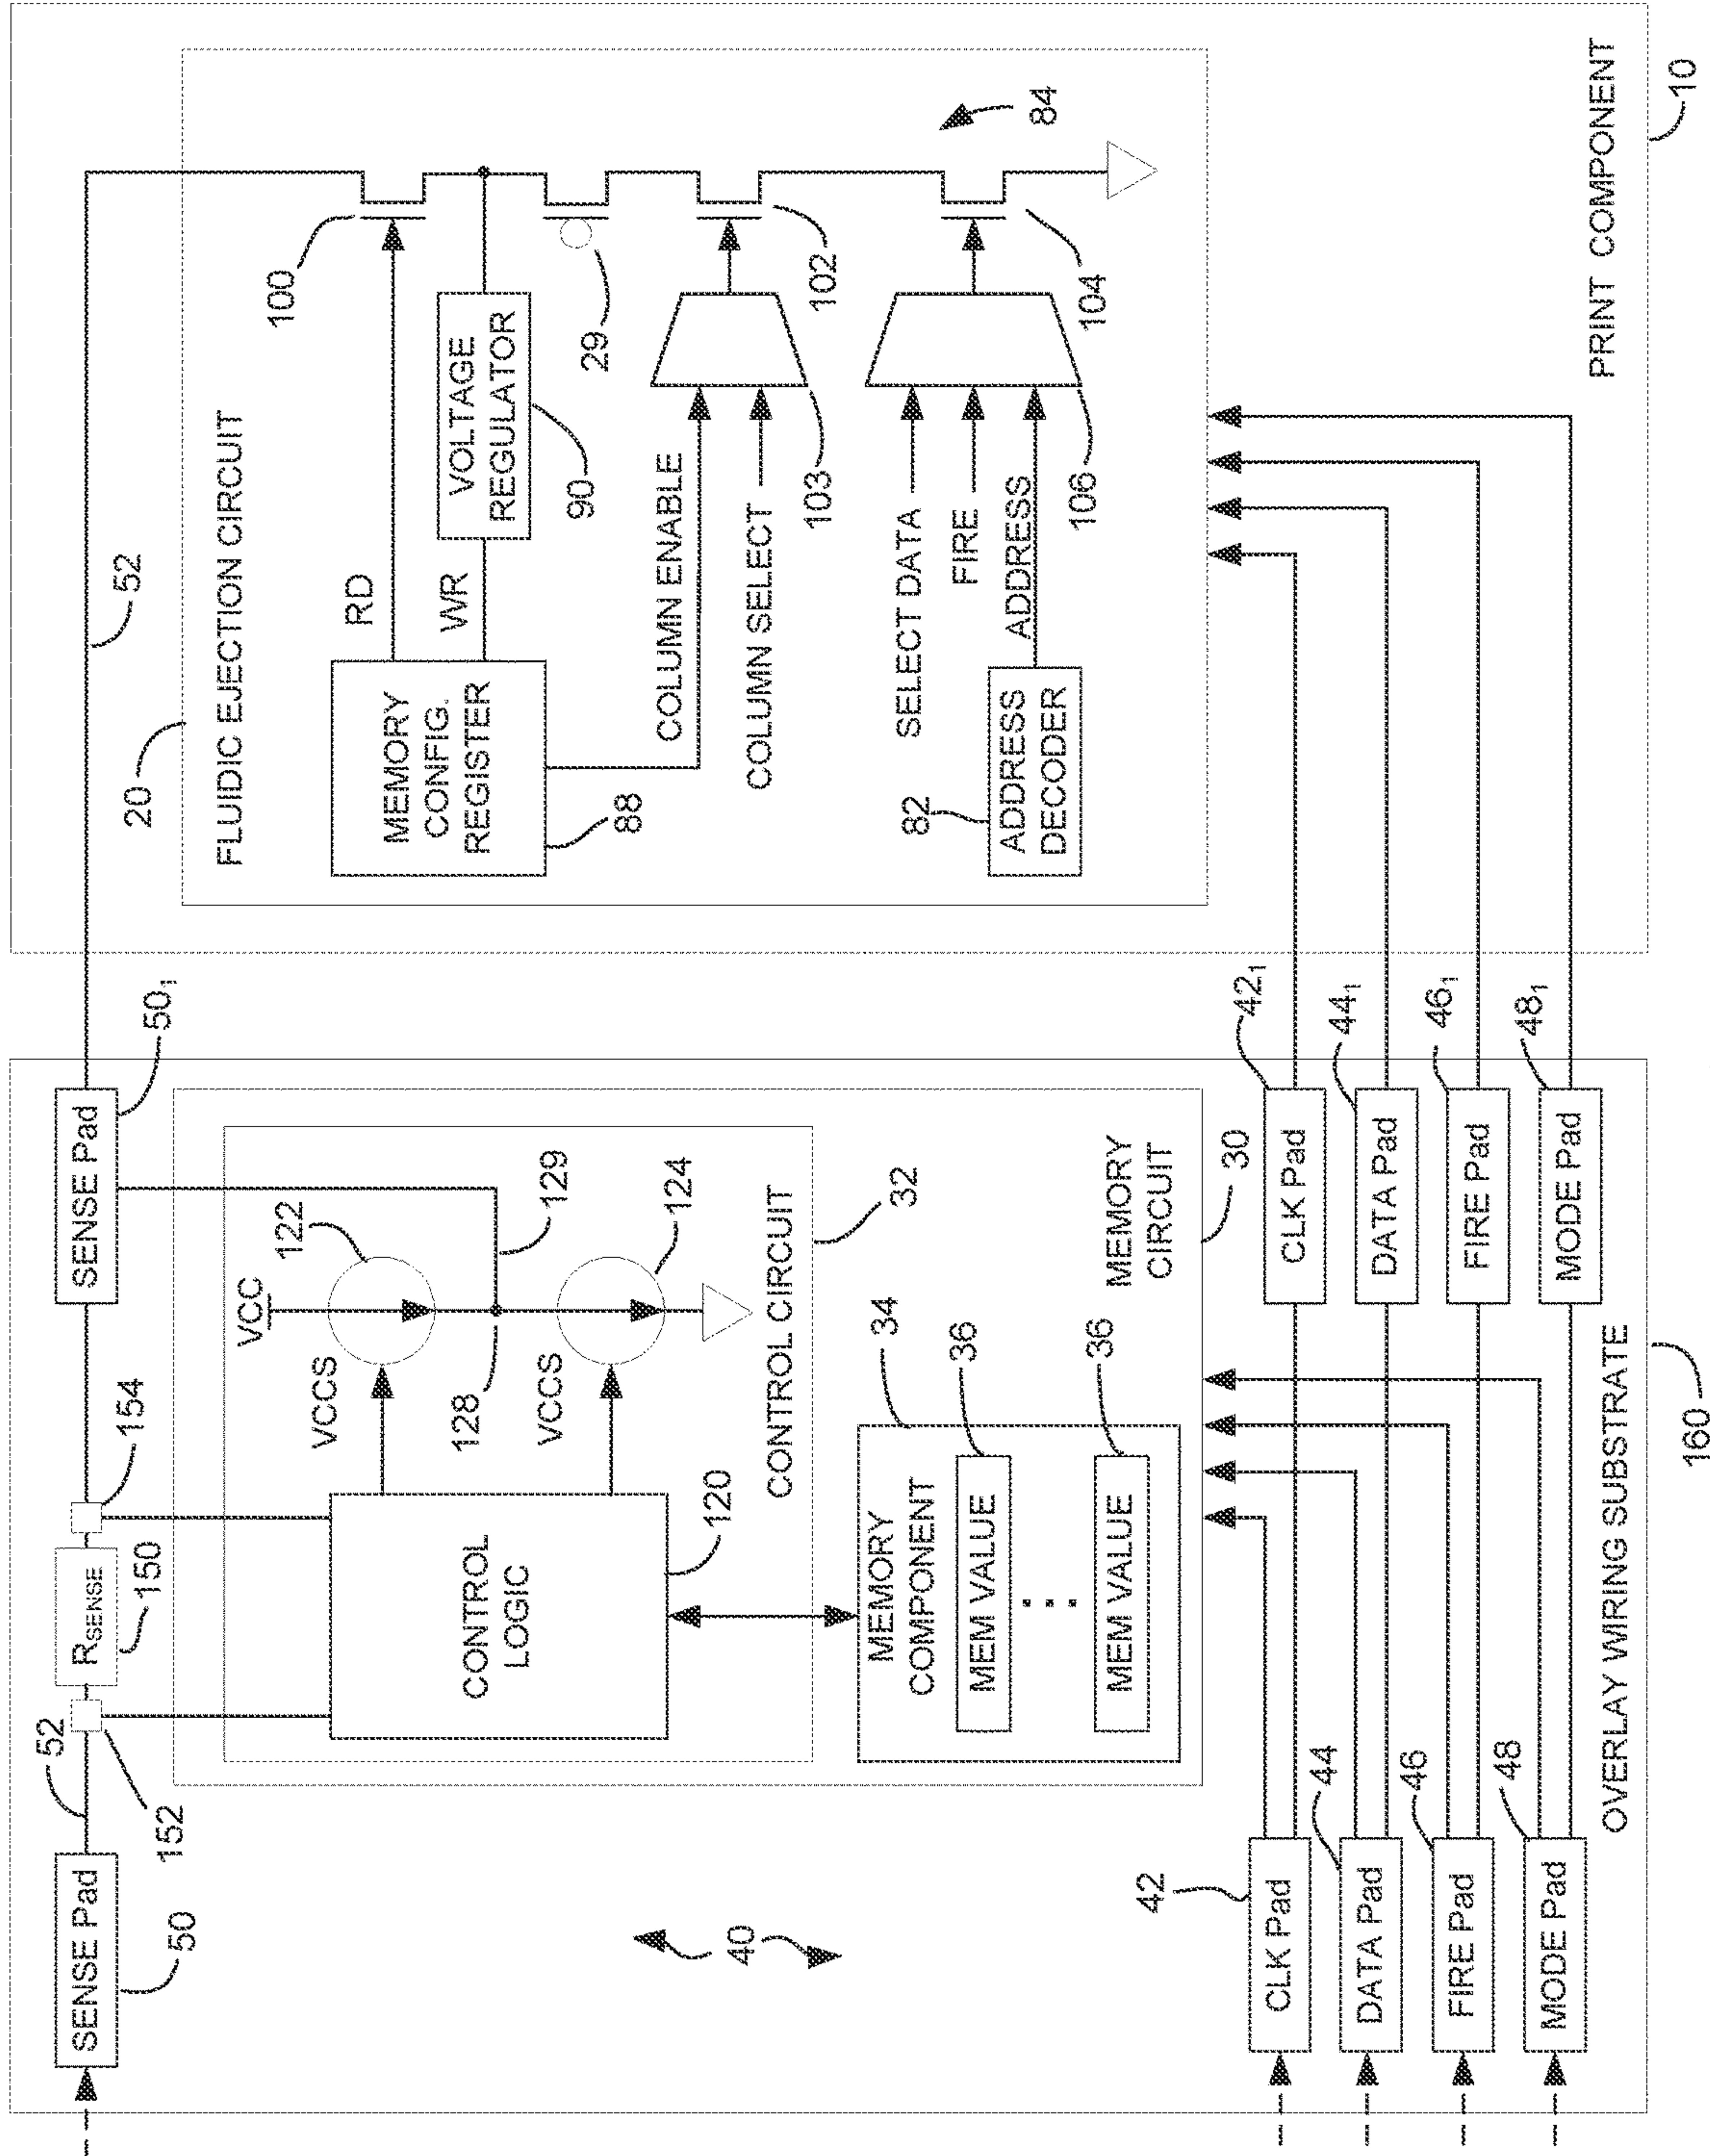 SENSE Pad
50
52
152
RSENSE
150
154
SENSE Pad
50₁
52
20
FLUIDIC EJECTION CIRCUIT
MEMORY
CONFIG.
REGISTER
88
RD
WR
VOLTAGE
REGULATOR
90
100
29
COLUMN ENABLE
COLUMN SELECT
103
102
SELECT DATA
FIRE
ADDRESS
82
ADDRESS
DECODER
106
104
84
PRINT COMPONENT
10
CONTROL
LOGIC
120
VCC
VCCS
122
128
129
VCCS
124
CONTROL CIRCUIT
32
MEMORY
COMPONENT
34
MEM VALUE
36
...
MEM VALUE
36
MEMORY
CIRCUIT
30
40
42
CLK Pad
CLK Pad
42₁
44
DATA Pad
DATA Pad
44₁
46
FIRE Pad
FIRE Pad
46₁
48
MODE Pad
MODE Pad
48₁
OVERLAY WIRING SUBSTRATE
160